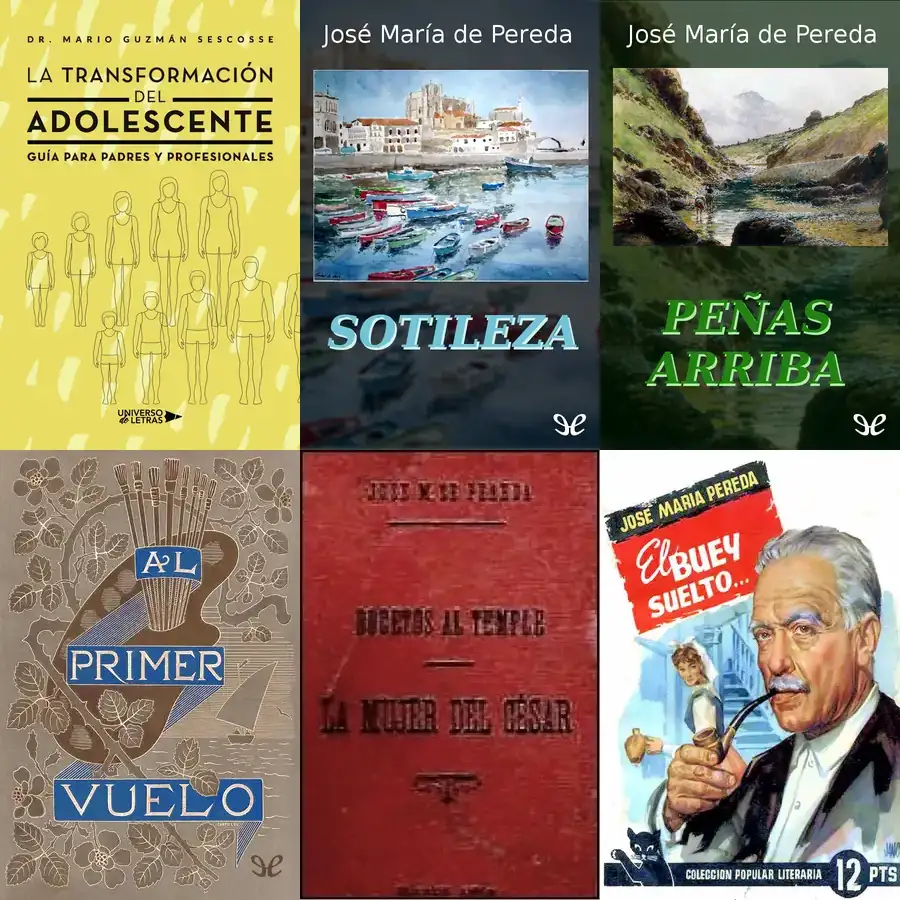 DR. MARIO GUZMÁN SESCOSSE
LA TRANSFORMACIÓN
DEL
ADOLESCENTE
GUÍA PARA PADRES Y PROFESIONALES
UNIVERSO
de LETRAS
José María de Pereda
SOTILEZA
José María de Pereda
PEÑAS
ARRIBA
AL
PRIMER
VUELO
JOSÉ M. DE PEREDA
BOCETOS AL TEMPLE
LA MUJER DEL CÉSAR
JOSE MARIA PEREDA
El BUEY
SUELTO...
COLECCION POPULAR LITERARIA
12 PTS